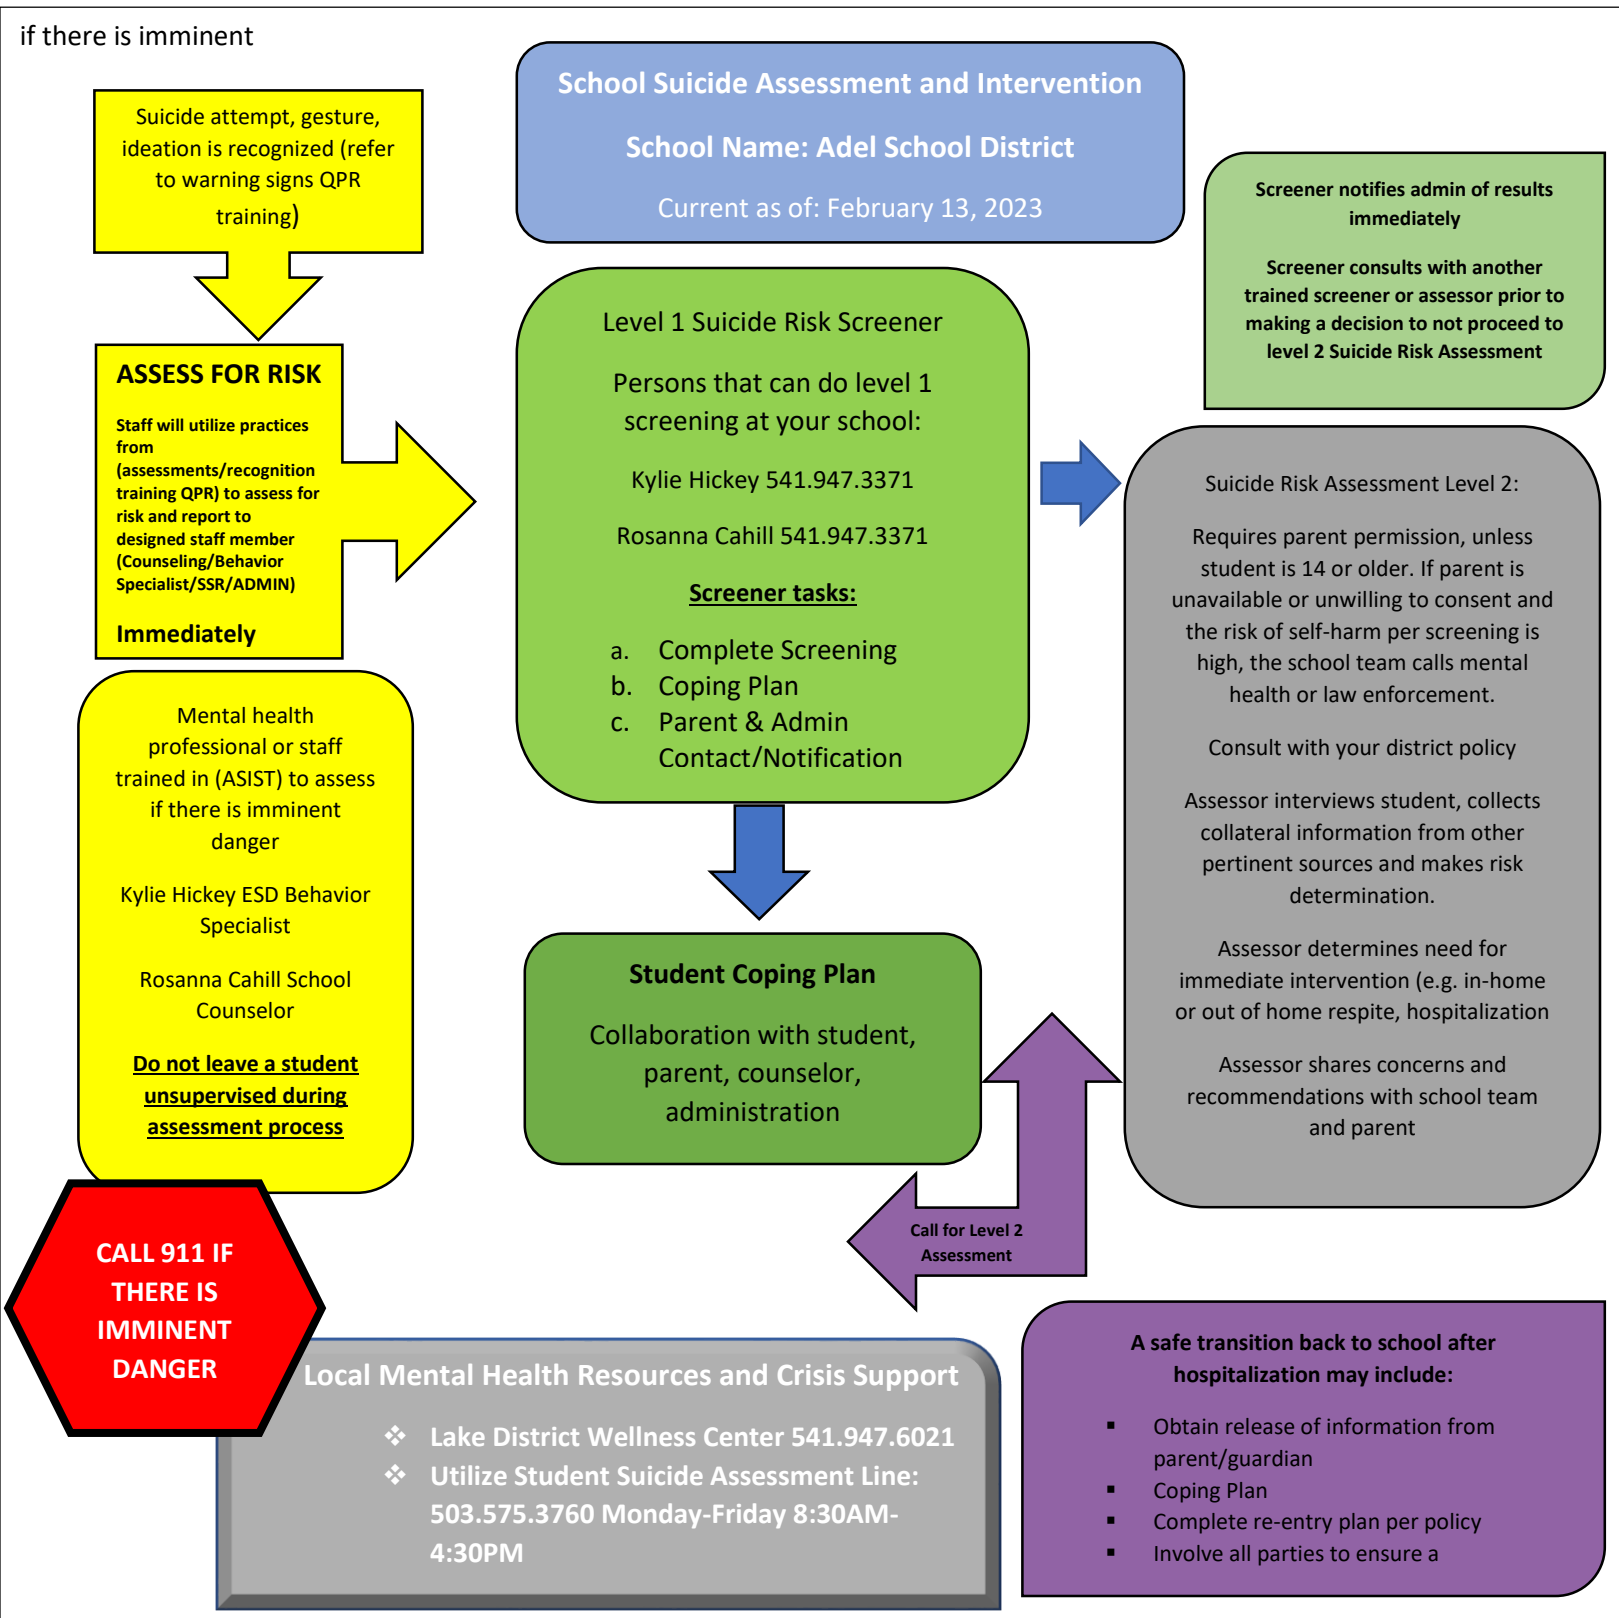 if there is imminent
School Suicide Assessment and Intervention
School Name: Adel School District
Current as of: February 13, 2023
Suicide attempt, gesture,
ideation is recognized (refer
to warning signs QPR
training)
ASSESS FOR RISK
Staff will utilize practices
from
(assessments/recognition
training QPR) to assess for
risk and report to
designed staff member
(Counseling/Behavior
Specialist/SSR/ADMIN)
Immediately
Mental health
professional or staff
trained in (ASIST) to assess
if there is imminent
danger
Kylie Hickey ESD Behavior
Specialist
Rosanna Cahill School
Counselor
Do not leave a student
unsupervised during
assessment process
CALL 911 IF
THERE IS
IMMINENT
DANGER
Level 1 Suicide Risk Screener
Persons that can do level 1
screening at your school:
Kylie Hickey 541.947.3371
Rosanna Cahill 541.947.3371
Screener tasks:
a. Complete Screening
b. Coping Plan
c. Parent & Admin
Contact/Notification
Student Coping Plan
Collaboration with student,
parent, counselor,
administration
Screener notifies admin of results
immediately
Screener consults with another
trained screener or assessor prior to
making a decision to not proceed to
level 2 Suicide Risk Assessment
Suicide Risk Assessment Level 2:
Requires parent permission, unless
student is 14 or older. If parent is
unavailable or unwilling to consent and
the risk of self-harm per screening is
high, the school team calls mental
health or law enforcement.
Consult with your district policy
Assessor interviews student, collects
collateral information from other
pertinent sources and makes risk
determination.
Assessor determines need for
immediate intervention (e.g. in-home
or out of home respite, hospitalization
Assessor shares concerns and
recommendations with school team
and parent
Call for Level 2
Assessment
Local Mental Health Resources and Crisis Support
❖ Lake District Wellness Center 541.947.6021
❖ Utilize Student Suicide Assessment Line:
503.575.3760 Monday-Friday 8:30AM-
4:30PM
A safe transition back to school after
hospitalization may include:
▪ Obtain release of information from
parent/guardian
▪ Coping Plan
▪ Complete re-entry plan per policy
▪ Involve all parties to ensure a